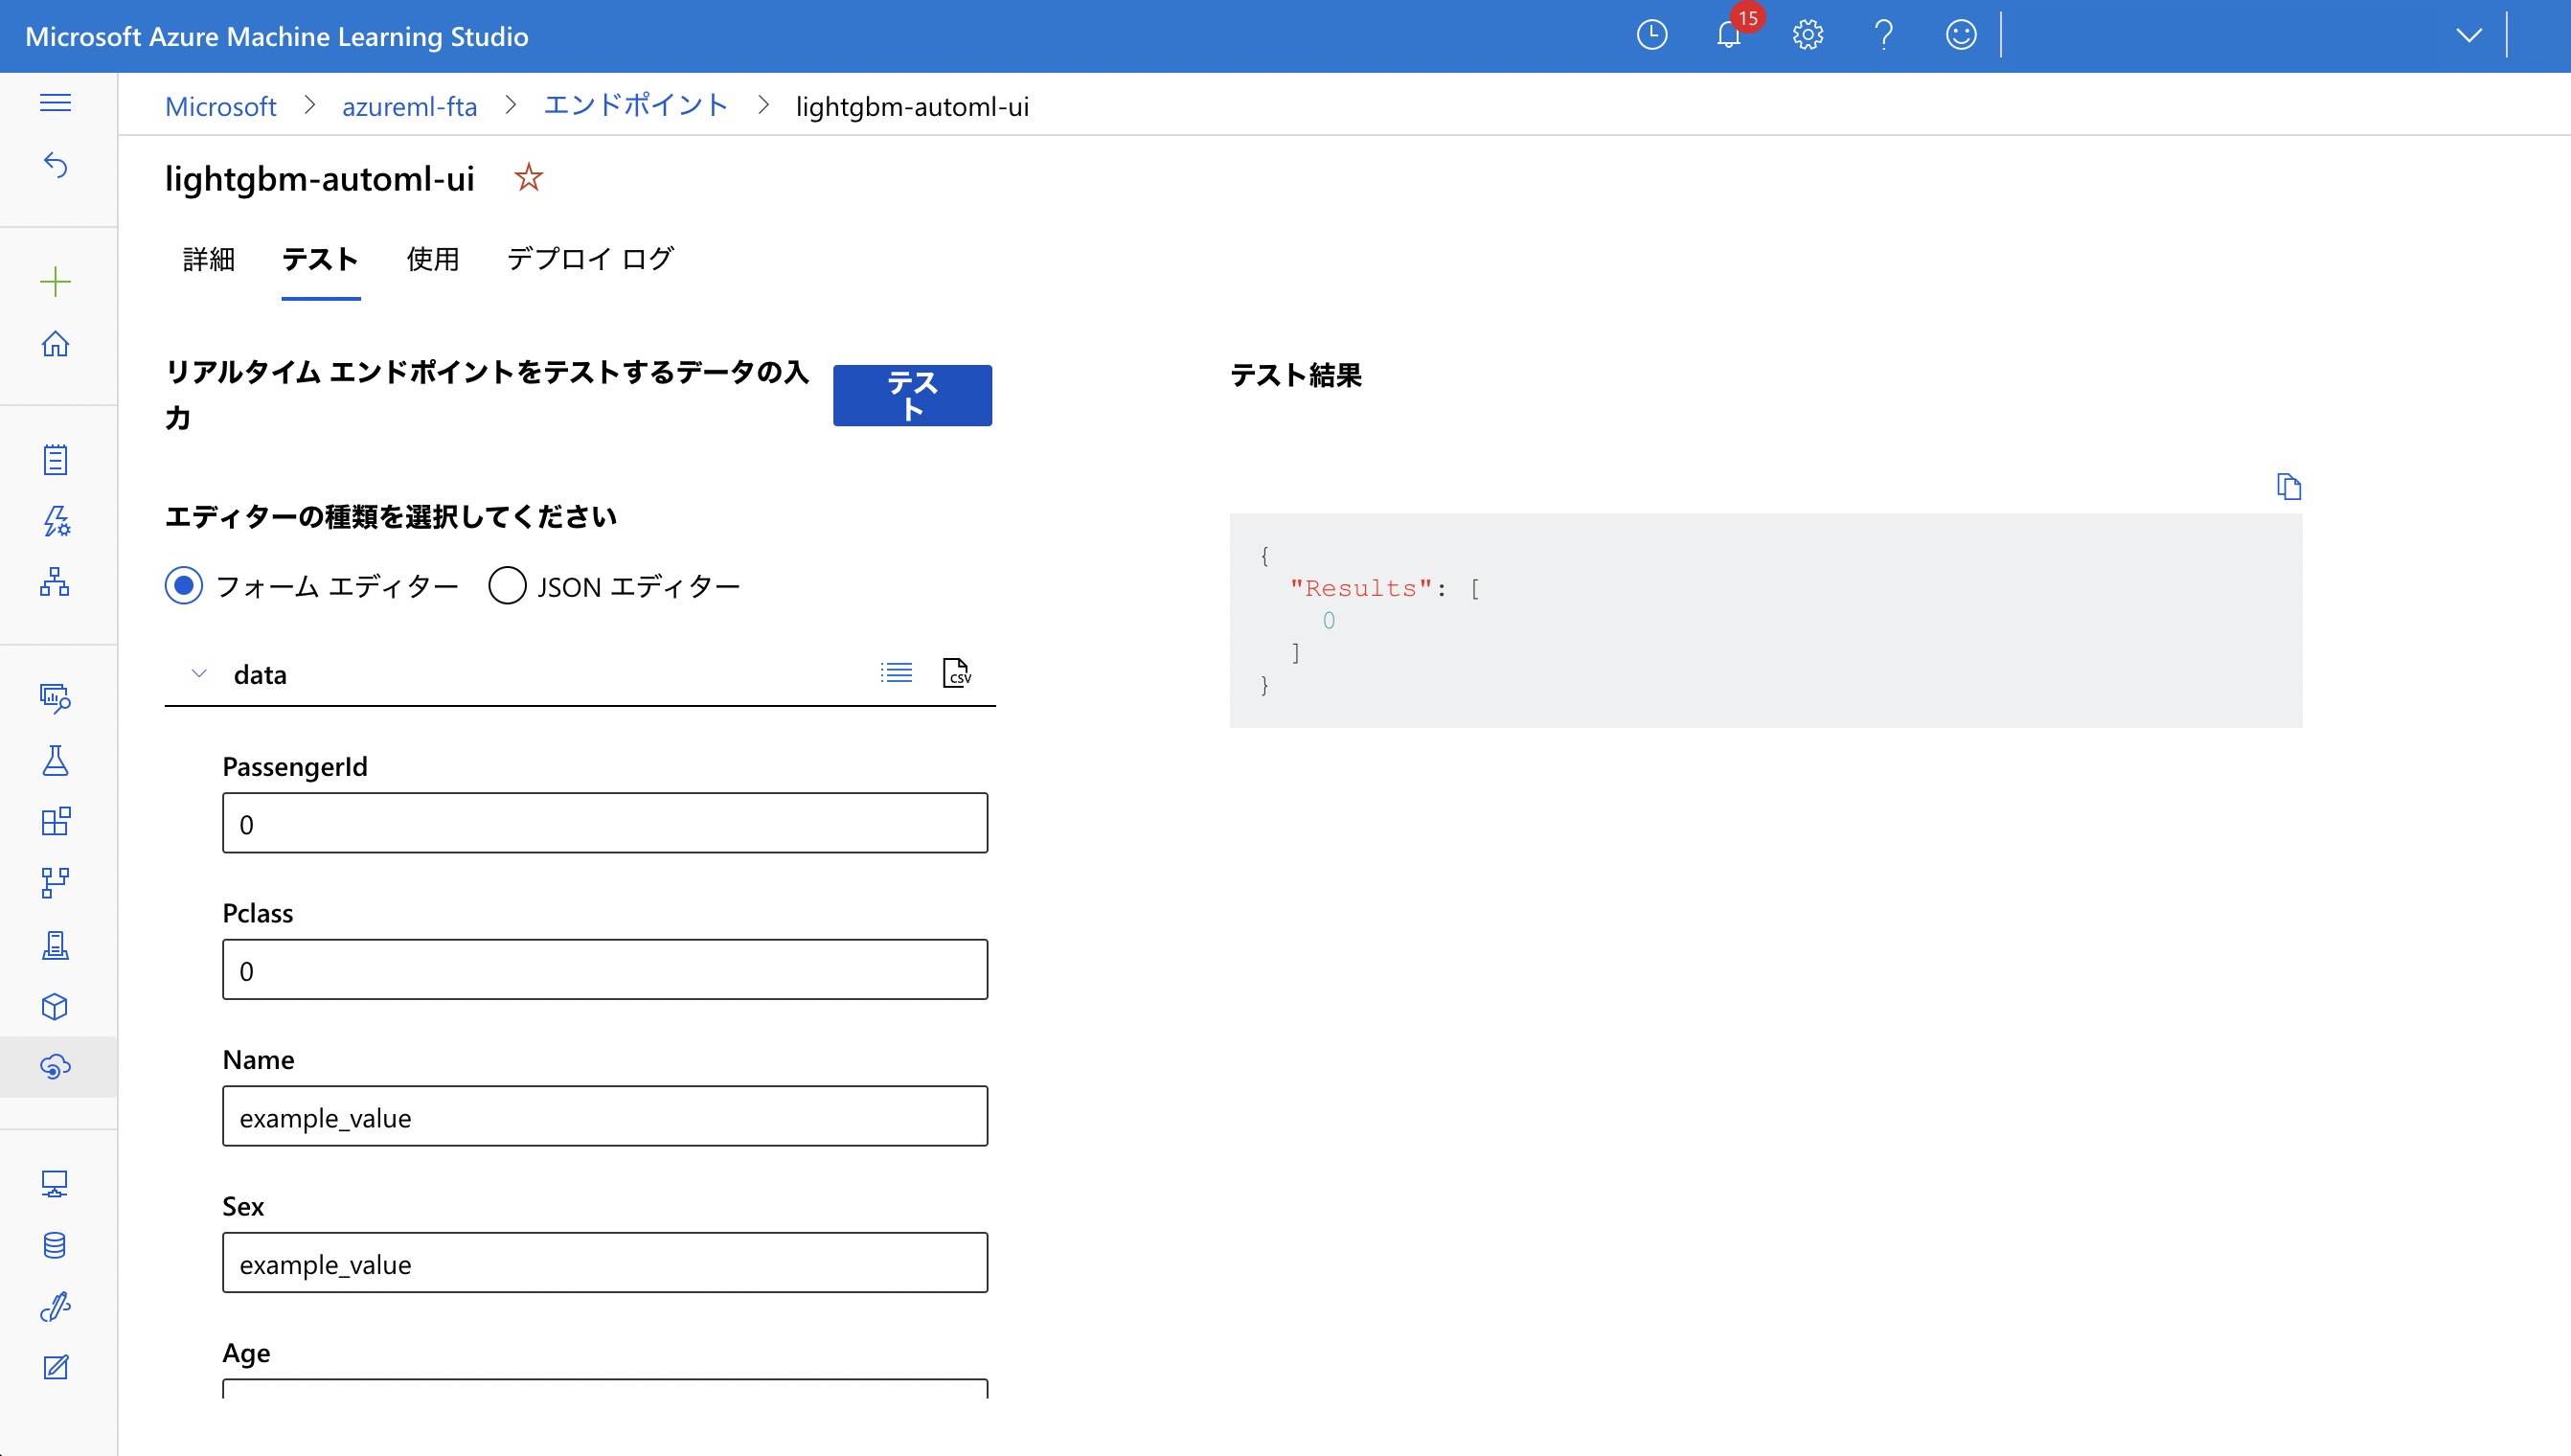 Microsoft Azure Machine Learning Studio
15
Microsoft > azureml-fta > エンドポイント > lightgbm-automl-ui
lightgbm-automl-ui
詳細 テスト 使用 デプロイ ログ
リアルタイム エンドポイントをテストするデータの入
力
テス
ト
テスト結果
エディターの種類を選択してください
フォーム エディター JSON エディター
{
"Results": [
0
]
}
data
CSV
PassengerId
0
Pclass
0
Name
example_value
Sex
example_value
Age